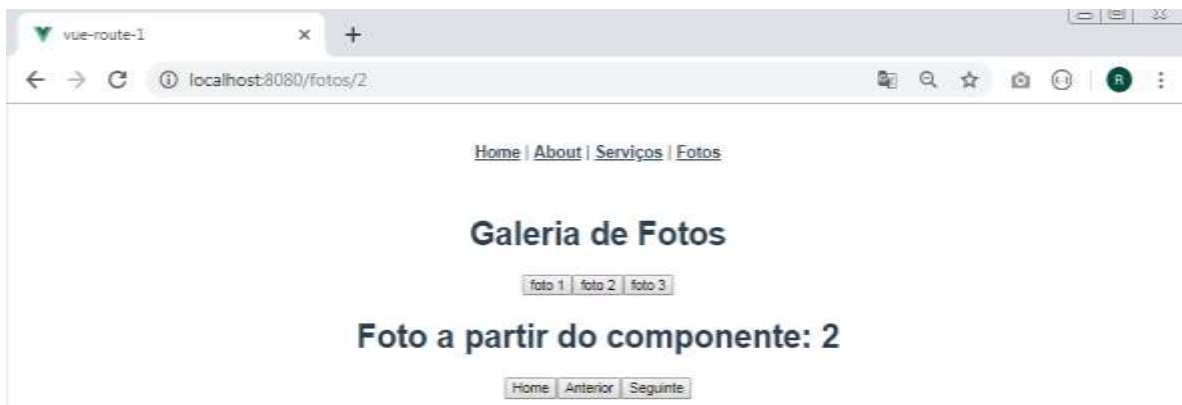 vue-route-1
localhost:8080/fotos/2
R
Home | About | Serviços | Fotos
Galeria de Fotos
foto 1 foto 2 foto 3
Foto a partir do componente: 2
Home Anterior Seguinte